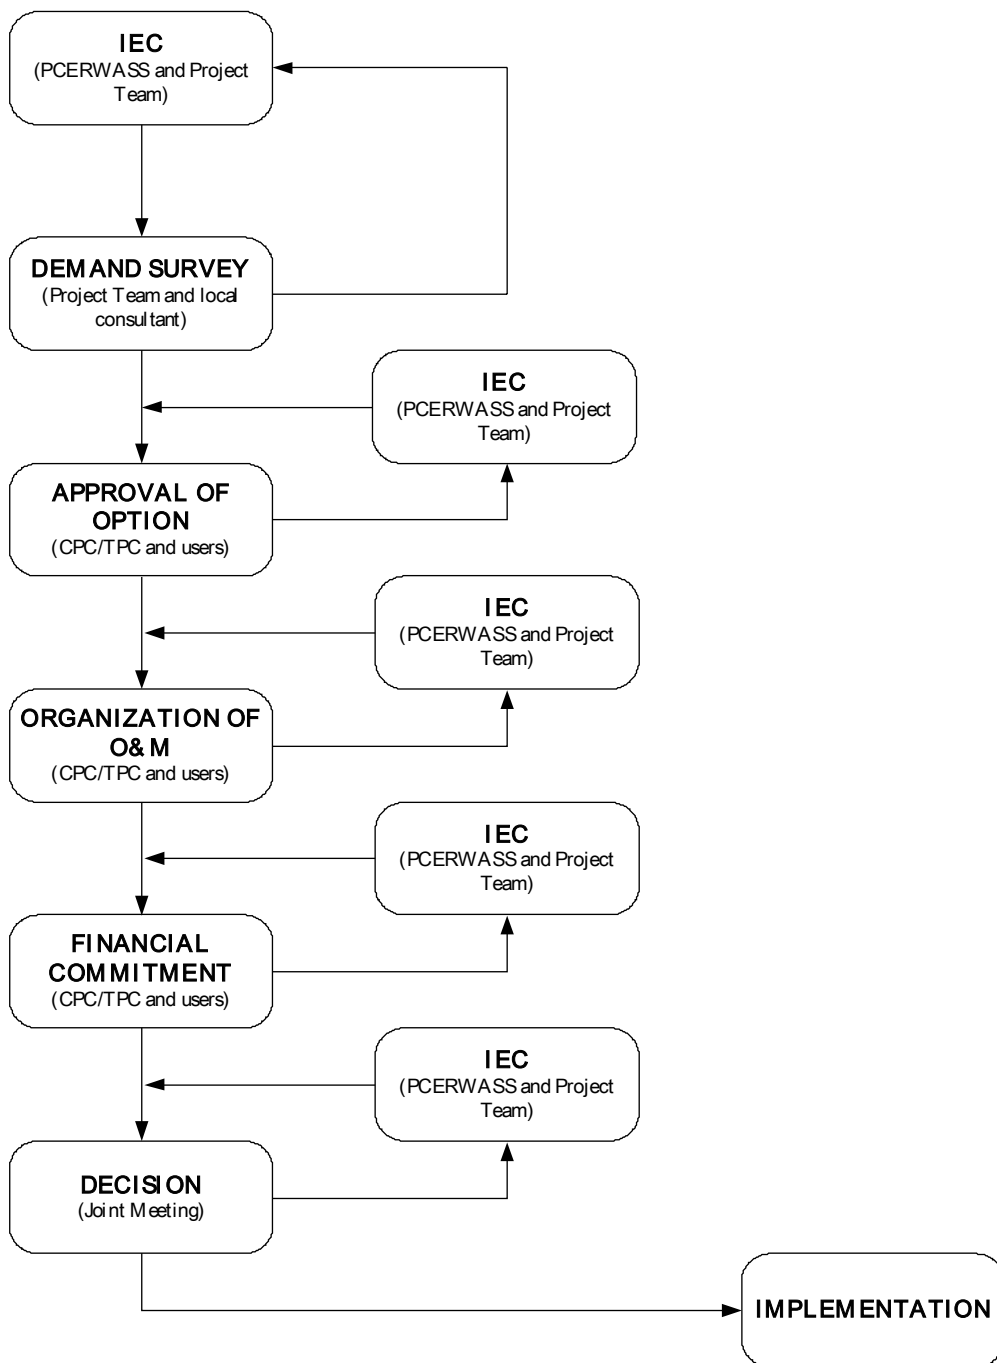 IEC
(PCERWASS and Project
Team)
DEMAND SURVEY
(Project Team and local
consultant)
IEC
(PCERWASS and Project
Team)
APPROVAL OF
OPTION
(CPC/TPC and users)
IEC
(PCERWASS and Project
Team)
ORGANIZATION OF
O&M
(CPC/TPC and users)
IEC
(PCERWASS and Project
Team)
FINANCIAL
COMMITMENT
(CPC/TPC and users)
IEC
(PCERWASS and Project
Team)
DECISION
(Joint Meeting)
IMPLEMENTATION